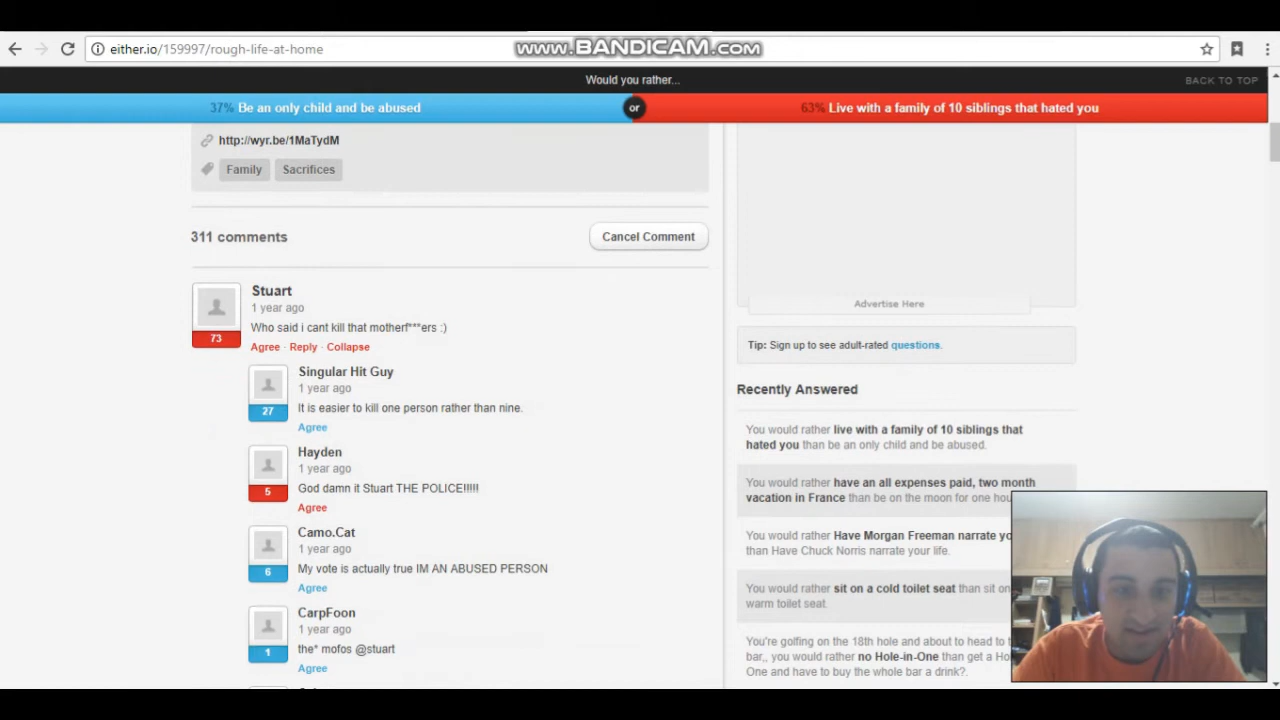 either.io/159997/rough-life-at-home
www.BANDICAM.com
Would you rather...
BACK TO TOP
37% Be an only child and be abused
or
63% Live with a family of 10 siblings that hated you
http://wyr.be/1MaTydM
Family
Sacrifices
311 comments
Cancel Comment
Stuart
1 year ago
73
Who said i cant kill that motherf***ers :)
Agree · Reply · Collapse
Singular Hit Guy
1 year ago
27
It is easier to kill one person rather than nine.
Agree
Hayden
1 year ago
5
God damn it Stuart THE POLICE!!!!!
Agree
Camo.Cat
1 year ago
6
My vote is actually true IM AN ABUSED PERSON
Agree
CarpFoon
1 year ago
1
the* mofos @stuart
Agree
Advertise Here
Tip: Sign up to see adult-rated questions.
Recently Answered
You would rather live with a family of 10 siblings that
hated you than be an only child and be abused.
You would rather have an all expenses paid, two month
vacation in France than be on the moon for one
You would rather Have Morgan Freeman narrate
than Have Chuck Norris narrate your life.
You would rather sit on a cold toilet seat than sit
warm toilet seat.
You're golfing on the 18th hole and about to head to
bar,, you would rather no Hole-in-One than get a
One and have to buy the whole bar a drink?.